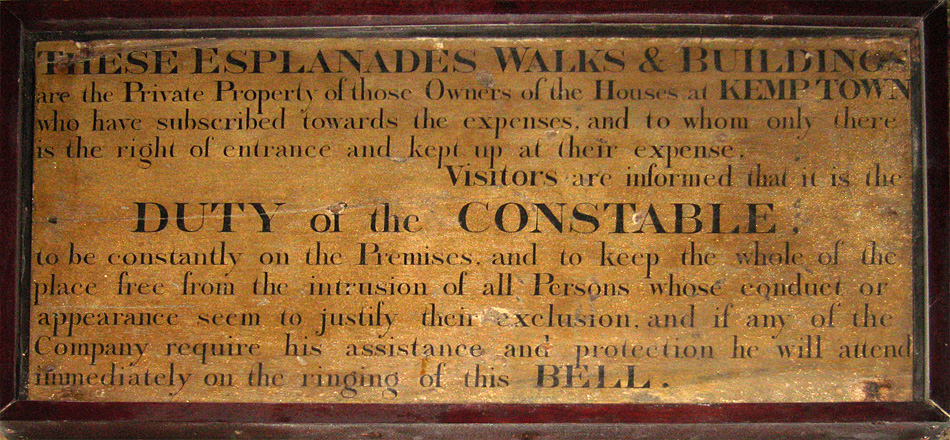 THESE ESPLANADES WALKS & BUILDINGS
are the Private Property of those Owners of the Houses at KEMP TOWN
who have subscribed towards the expenses, and to whom only there
is the right of entrance and kept up at their expense.
Visitors are informed that it is the
DUTY of the CONSTABLE,
to be constantly on the Premises, and to keep the whole of the
place free from the intrusion of all Persons whose conduct or
appearance seem to justify their exclusion, and if any of the
Company require his assistance and protection he will attend
immediately on the ringing of this BELL.